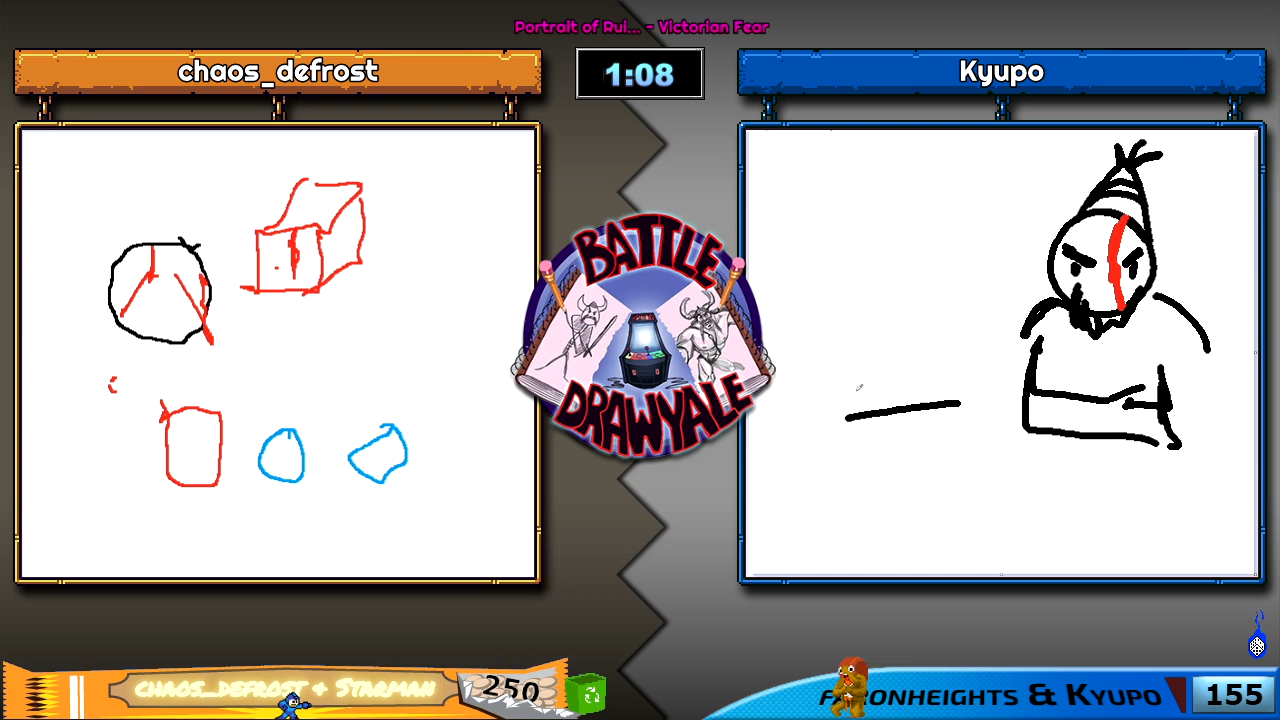 Portrait of Rui... - Victorian Fear
chaos_defrost
1:08
Kyupo
BATTLE
DRAWYALE
CHAOS_DEFROST & STARMAN
250
& KYUPO
155